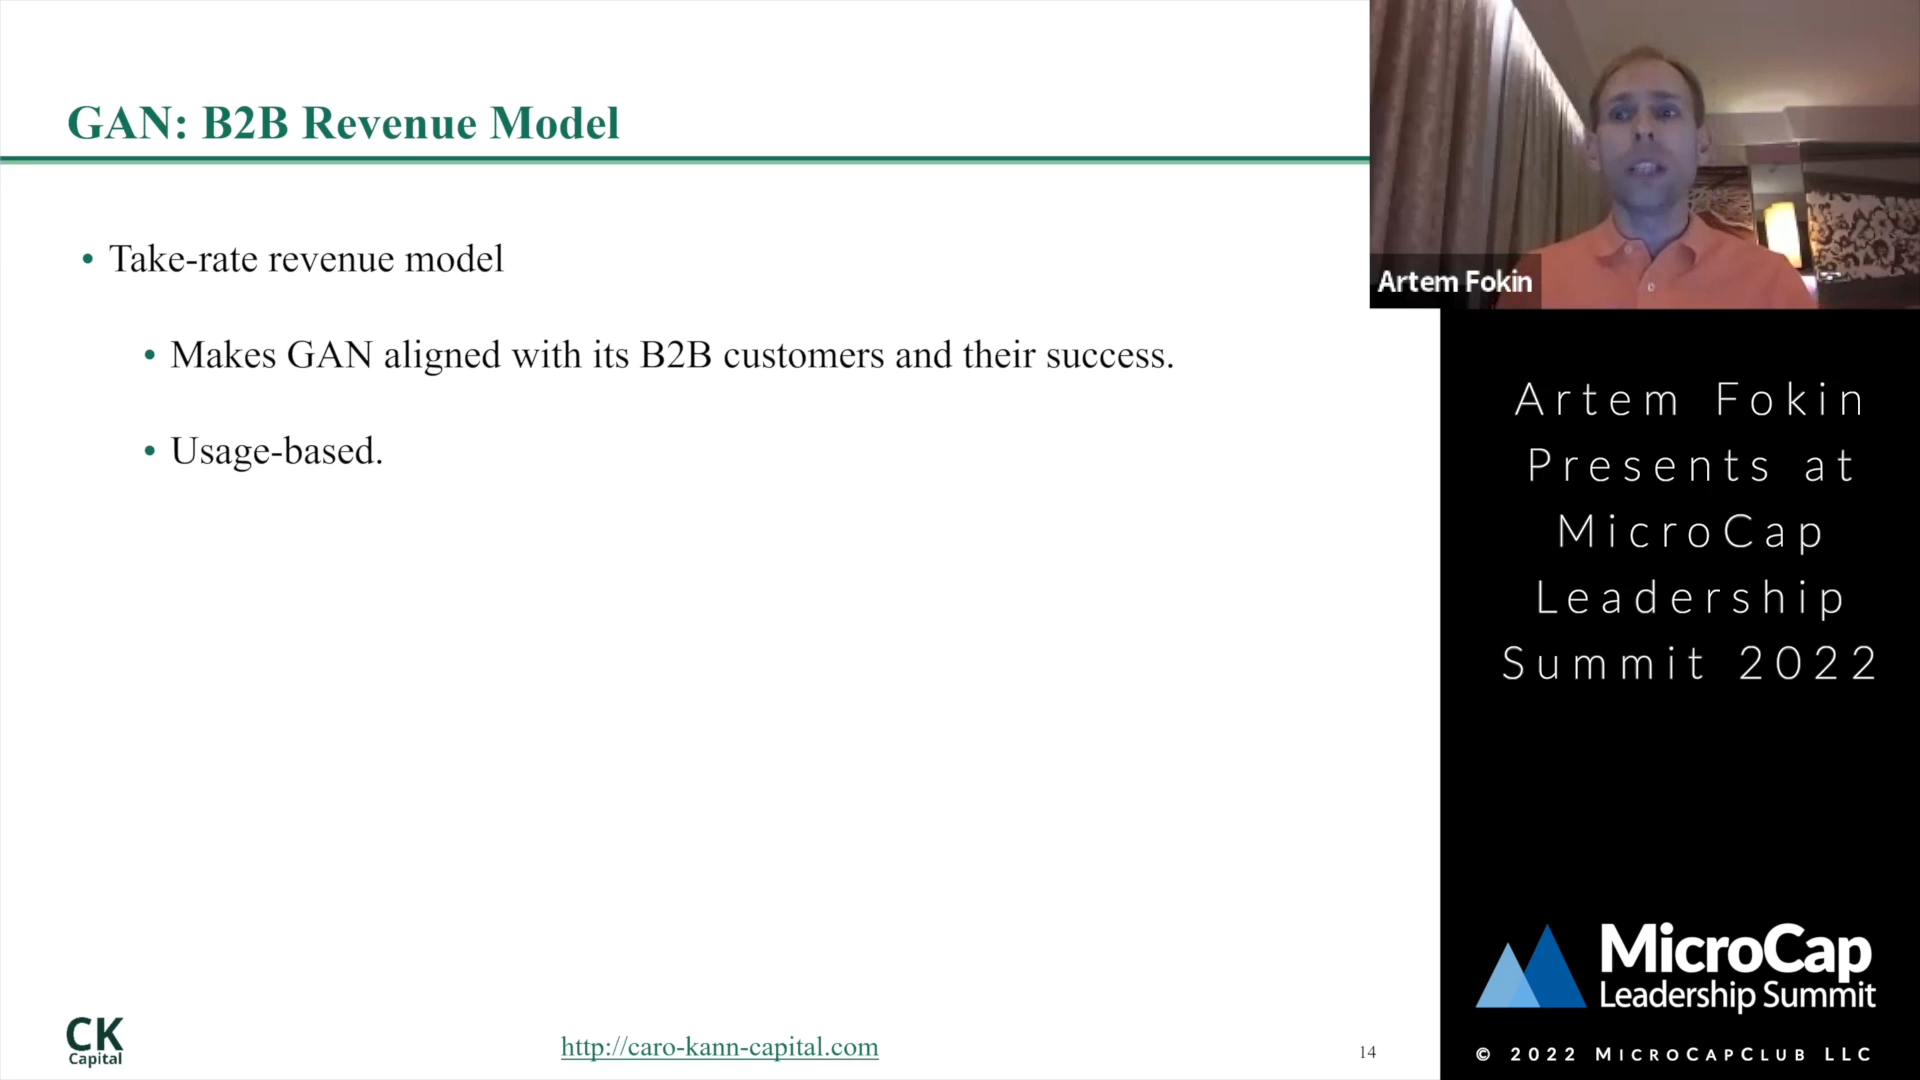 GAN: B2B Revenue Model
• Take-rate revenue model
• Makes GAN aligned with its B2B customers and their success.
• Usage-based.
CK
Capital
http://caro-kann-capital.com
14
Artem Fokin
Artem Fokin
Presents at
MicroCap
Leadership
Summit 2022
MicroCap
Leadership Summit
© 2022 MICROCAPCLUB LLC